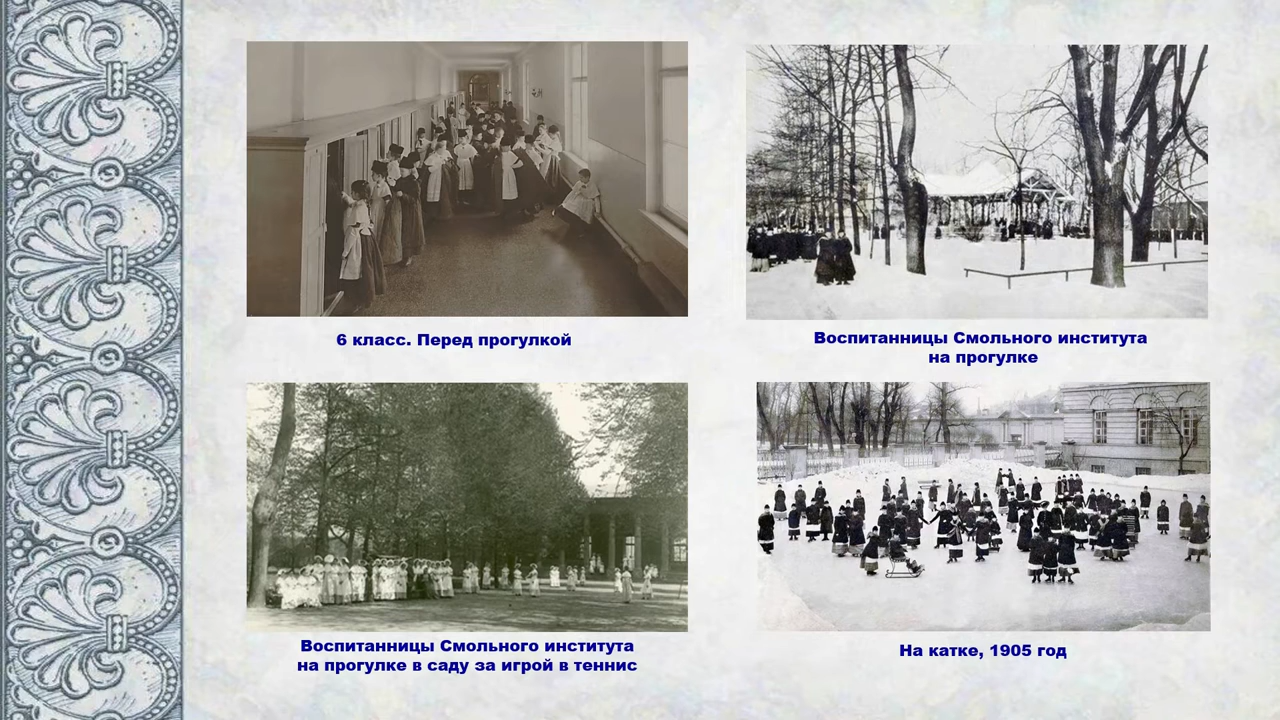 6 класс. Перед прогулкой
Воспитанницы Смольного института
на прогулке
Воспитанницы Смольного института
на прогулке в саду за игрой в теннис
На катке, 1905 год